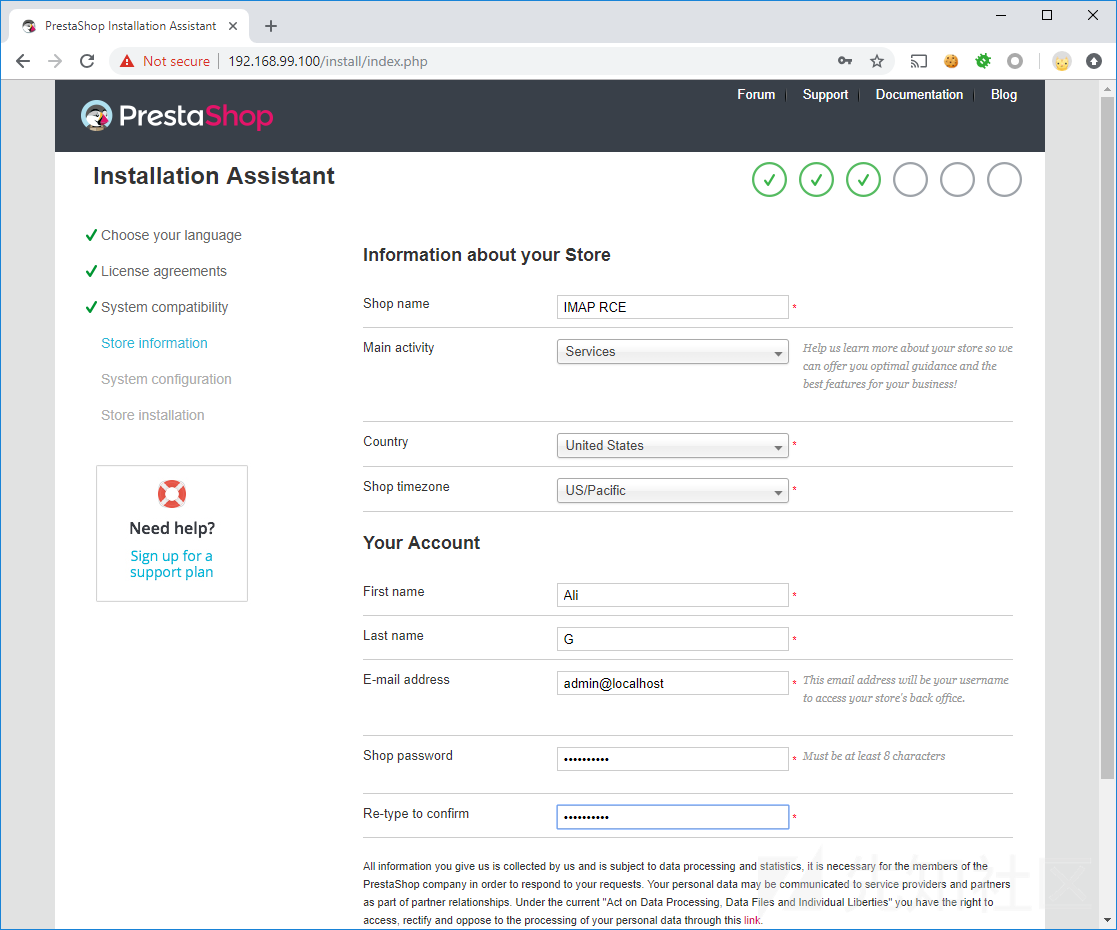 PrestaShop Installation Assistant
Not secure
192.168.99.100/install/index.php
Forum
Support
Documentation
Blog
PrestaShop
Installation Assistant
Choose your language
License agreements
System compatibility
Store information
System configuration
Store installation
Need help?
Sign up for a
support plan
Information about your Store
Shop name
IMAP RCE
*
Main activity
Services
Help us learn more about your store so we
can offer you optimal guidance and the
best features for your business!
Country
United States
*
Shop timezone
US/Pacific
*
Your Account
First name
Ali
*
Last name
G
*
E-mail address
admin@localhost
*
This email address will be your username
to access your store's back office.
Shop password
••••••••••
*
Must be at least 8 characters
Re-type to confirm
••••••••••
*
All information you give us is collected by us and is subject to data processing and statistics, it is necessary for the members of the
PrestaShop company in order to respond to your requests. Your personal data may be communicated to service providers and partners
as part of partner relationships. Under the current "Act on Data Processing, Data Files and Individual Liberties" you have the right to
access, rectify and oppose to the processing of your personal data through this link.